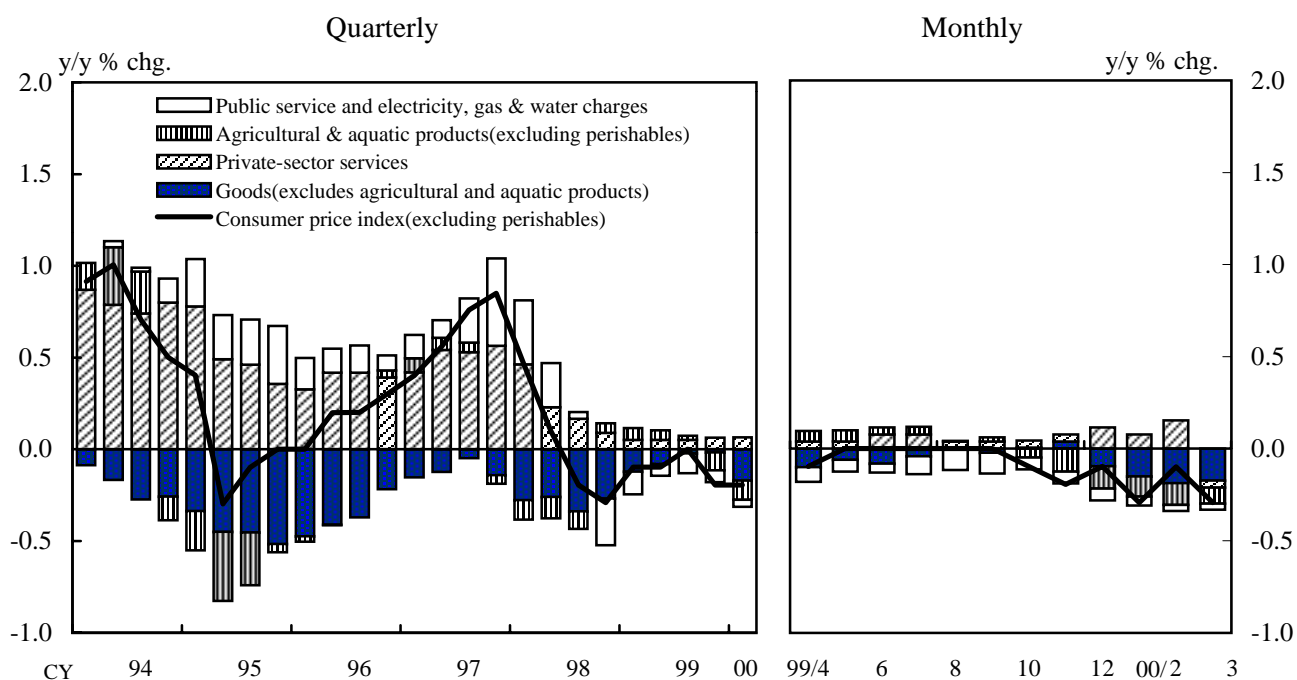 Quarterly
Monthly
y/y % chg.
y/y % chg.
2.0
1.5
1.0
0.5
0.0
-0.5
-1.0
Public service and electricity, gas & water charges
Agricultural & aquatic products(excluding perishables)
Private-sector services
Goods(excludes agricultural and aquatic products)
Consumer price index(excluding perishables)
2.0
1.5
1.0
0.5
0.0
-0.5
-1.0
CY 94 95 96 97 98 99 00
99/4 6 8 10 12 00/2 3